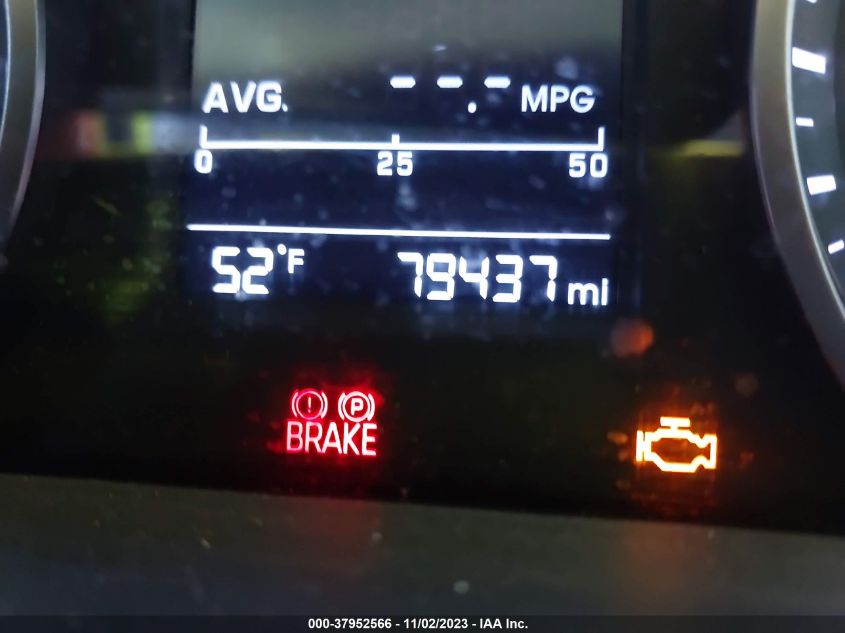 AVG. --.- MPG
0 25 50
52°F 79437 mi
! P
BRAKE
000-37952566 - 11/02/2023 - IAA Inc.